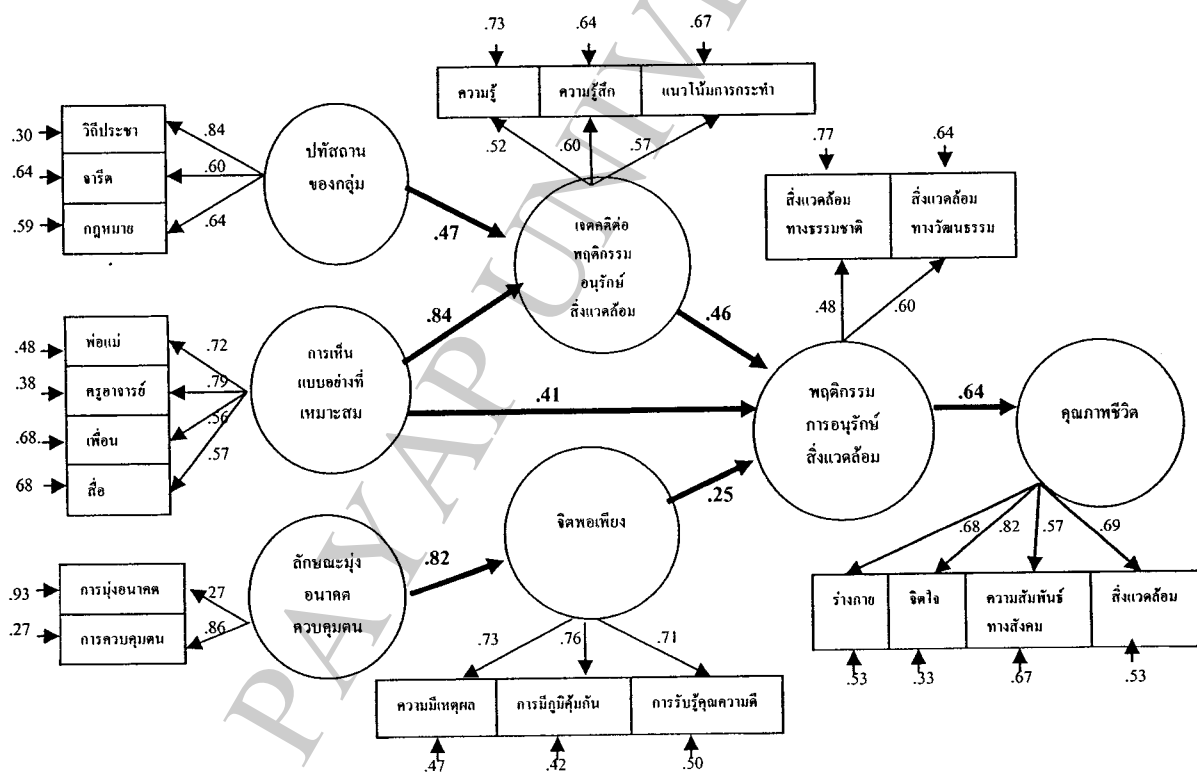 .73 .64 .67
ความรู้ ความรู้สึก แนวโน้มการกระทำ
.52 .60 .57
.30 วิถีประชา .84
.64 จารีต .60
.59 กฎหมาย .64
ปทัสถาน
ของกลุ่ม
.47
เจตคติต่อ
พฤติกรรม
อนุรักษ์
สิ่งแวดล้อม
.77 .64
สิ่งแวดล้อม
ทางธรรมชาติ
สิ่งแวดล้อม
ทางวัฒนธรรม
.48 .60
.84
.46
.48 พ่อแม่ .72
.38 ครูอาจารย์ .79
.68 เพื่อน .56
68 สื่อ .57
การเห็น
แบบอย่างที่
เหมาะสม
.41
พฤติกรรม
การอนุรักษ์
สิ่งแวดล้อม
.64
คุณภาพชีวิต
.25
จิตพอเพียง
.82
ลักษณะมุ่ง
อนาคต
ควบคุมตน
.93 การมุ่งอนาคต .27
.27 การควบคุมตน .86
.68 .82 .57 .69
ร่างกาย จิตใจ ความสัมพันธ์ สิ่งแวดล้อม
ทางสังคม
.53 .53 .67 .53
.73 .76 .71
ความมีเหตุผล การมีภูมิคุ้มกัน การรับรู้คุณความดี
.47 .42 .50
PAYAP UNIVE